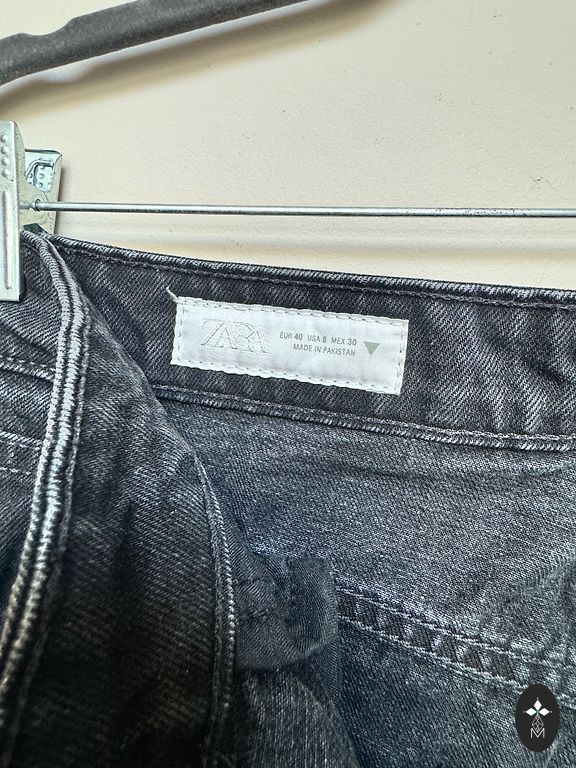 ZARA
EUR 40 USA 8 MEX 30
MADE IN PAKISTAN
M